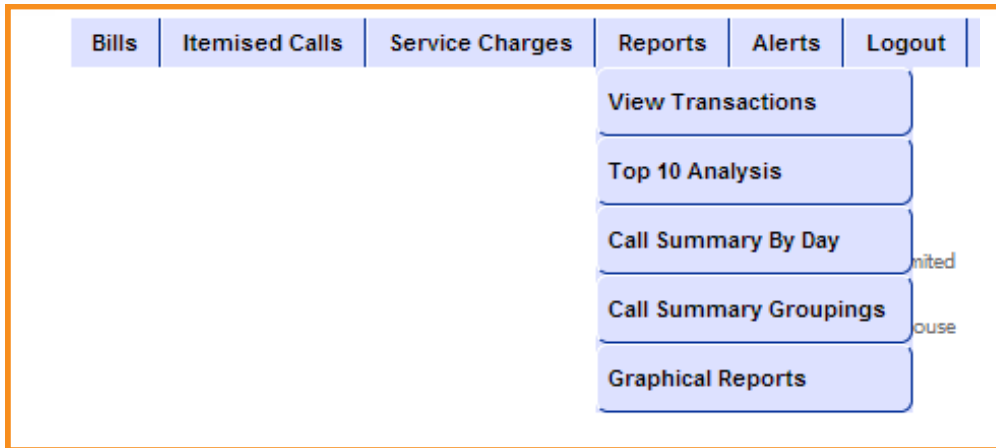 Bills Itemised Calls Service Charges Reports Alerts Logout
View Transactions
Top 10 Analysis
Call Summary By Day
Call Summary Groupings
Graphical Reports